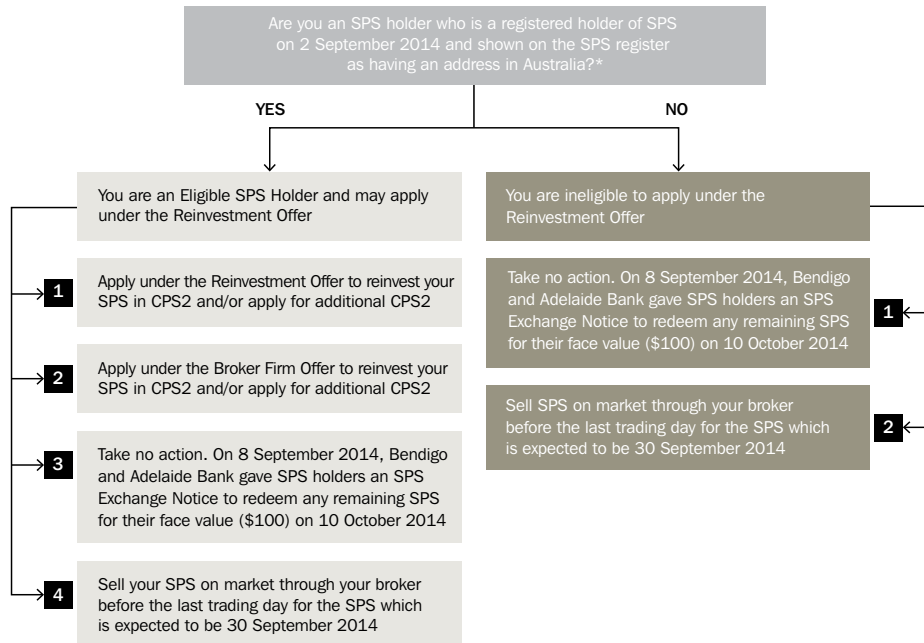 Are you an SPS holder who is a registered holder of SPS
on 2 September 2014 and shown on the SPS register
as having an address in Australia?*
YES
NO
You are an Eligible SPS Holder and may apply
under the Reinvestment Offer
1
Apply under the Reinvestment Offer to reinvest your
SPS in CPS2 and/or apply for additional CPS2
2
Apply under the Broker Firm Offer to reinvest your
SPS in CPS2 and/or apply for additional CPS2
3
Take no action. On 8 September 2014, Bendigo
and Adelaide Bank gave SPS holders an SPS
Exchange Notice to redeem any remaining SPS
for their face value ($100) on 10 October 2014
4
Sell your SPS on market through your broker
before the last trading day for the SPS which
is expected to be 30 September 2014
You are ineligible to apply under the
Reinvestment Offer
Take no action. On 8 September 2014, Bendigo
and Adelaide Bank gave SPS holders an SPS
Exchange Notice to redeem any remaining SPS
for their face value ($100) on 10 October 2014
1
Sell SPS on market through your broker
before the last trading day for the SPS which
is expected to be 30 September 2014
2